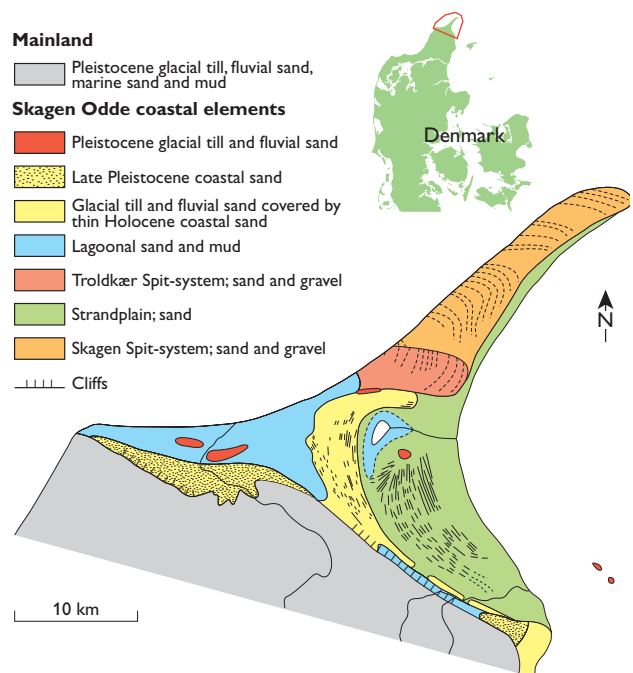 Mainland
Pleistocene glacial till, fluvial sand,
marine sand and mud
Skagen Odde coastal elements
Pleistocene glacial till and fluvial sand
Late Pleistocene coastal sand
Glacial till and fluvial sand covered by
thin Holocene coastal sand
Lagoonal sand and mud
Troldkær Spit-system; sand and gravel
Strandplain; sand
Skagen Spit-system; sand and gravel
Cliffs
Denmark
N
10 km